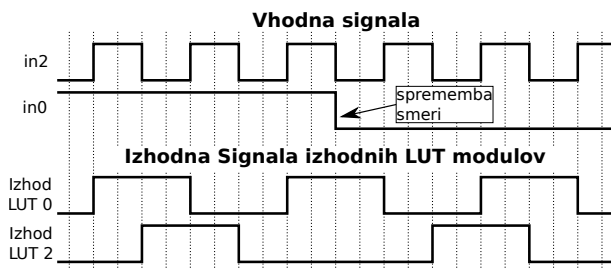 Vhodna signala
in2
in0
sprememba
smeri
Izhodna Signala izhodnih LUT modulov
Izhod
LUT 0
Izhod
LUT 2